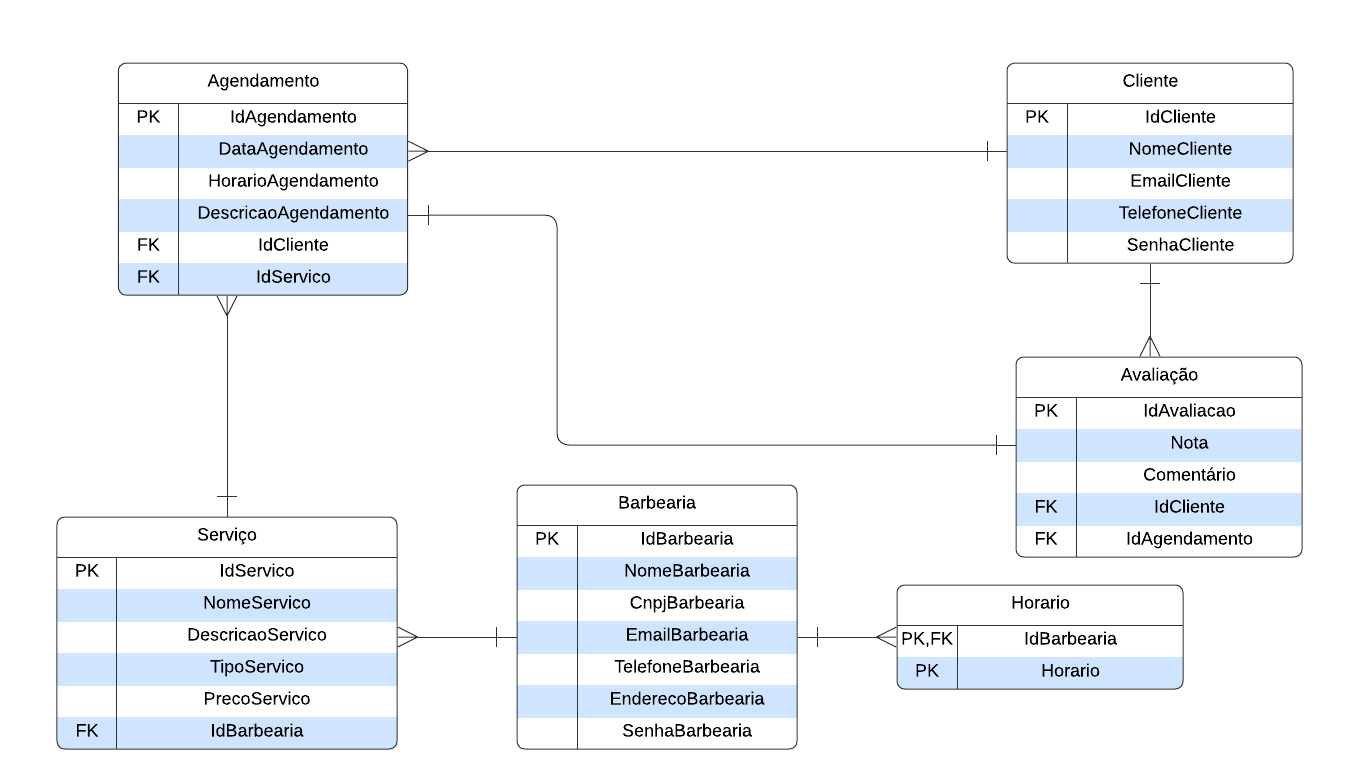 Agendamento
PK IdAgendamento
DataAgendamento
HorarioAgendamento
DescricaoAgendamento
FK IdCliente
FK IdServico
Cliente
PK IdCliente
NomeCliente
EmailCliente
TelefoneCliente
SenhaCliente
Avaliação
PK IdAvaliacao
Nota
Comentário
FK IdCliente
FK IdAgendamento
Serviço
PK IdServico
NomeServico
DescricaoServico
TipoServico
PrecoServico
FK IdBarbearia
Barbearia
PK IdBarbearia
NomeBarbearia
CnpjBarbearia
EmailBarbearia
TelefoneBarbearia
EnderecoBarbearia
SenhaBarbearia
Horario
PK,FK IdBarbearia
PK Horario